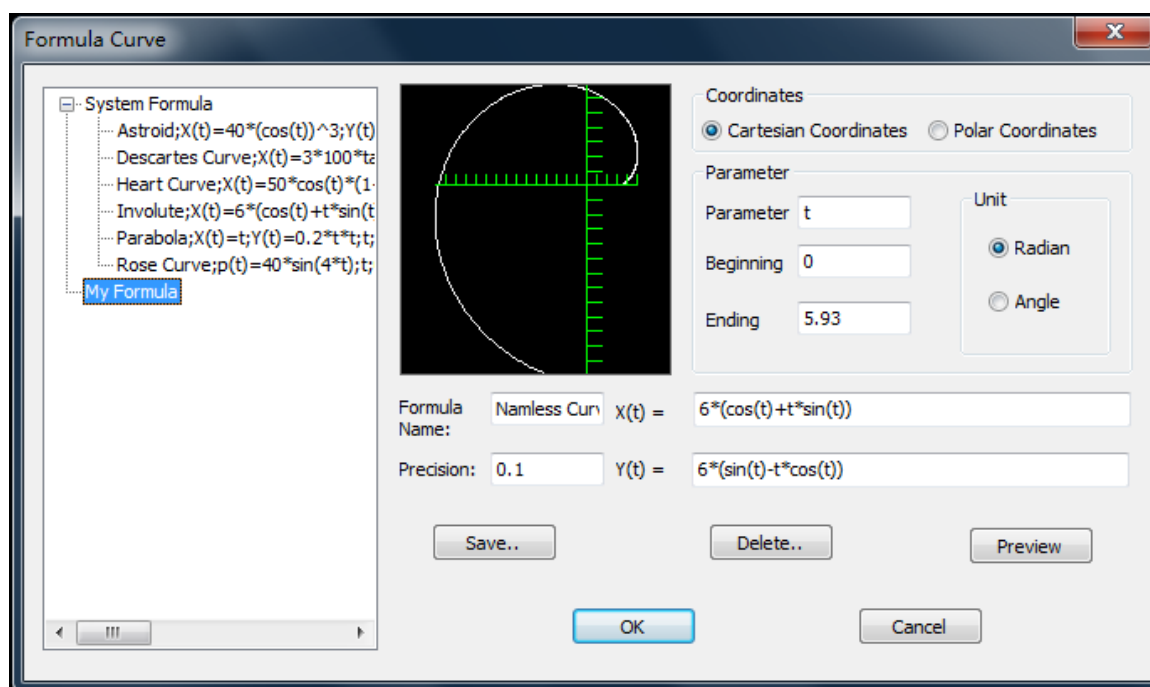 Formula Curve
System Formula
Astroid;X(t)=40*(cos(t))^3;Y(t)
Descartes Curve;X(t)=3*100*ta
Heart Curve;X(t)=50*cos(t)*(1-
Involute;X(t)=6*(cos(t)+t*sin(t
Parabola;X(t)=t;Y(t)=0.2*t*t;t;
Rose Curve;p(t)=40*sin(4*t);t;
My Formula
Coordinates
Cartesian Coordinates Polar Coordinates
Parameter
Parameter t
Beginning 0
Ending 5.93
Unit
Radian
Angle
Formula Name: Namless Curv X(t) = 6*(cos(t)+t*sin(t))
Precision: 0.1 Y(t) = 6*(sin(t)-t*cos(t))
Save.. Delete.. Preview
OK Cancel